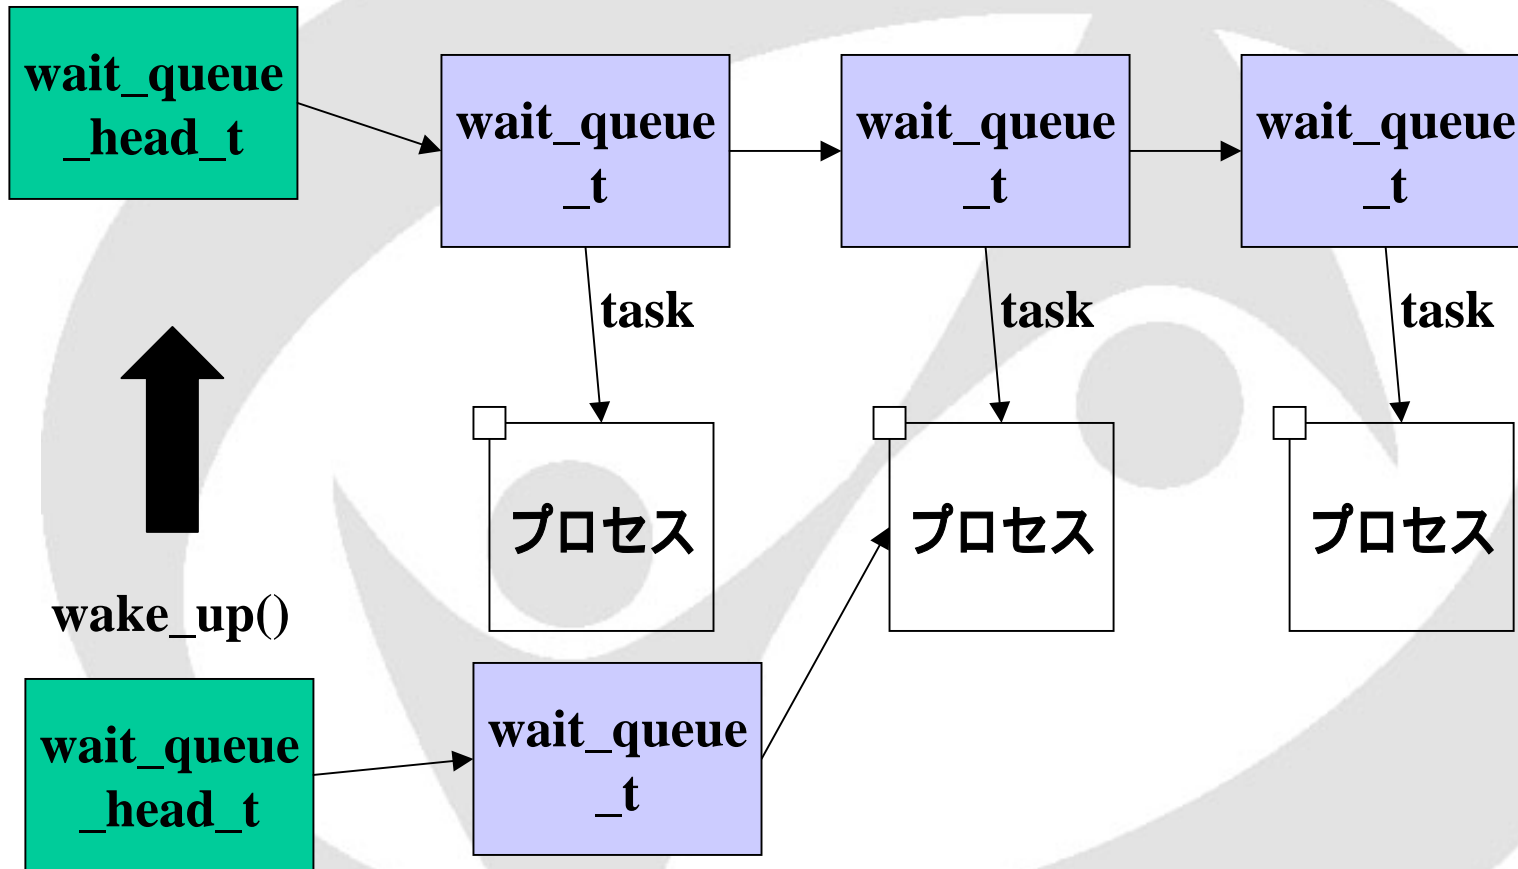 wait_queue
_head_t
wait_queue
_t
wait_queue
_t
wait_queue
_t
task
task
task
プロセス
プロセス
プロセス
wake_up()
wait_queue
_head_t
wait_queue
_t